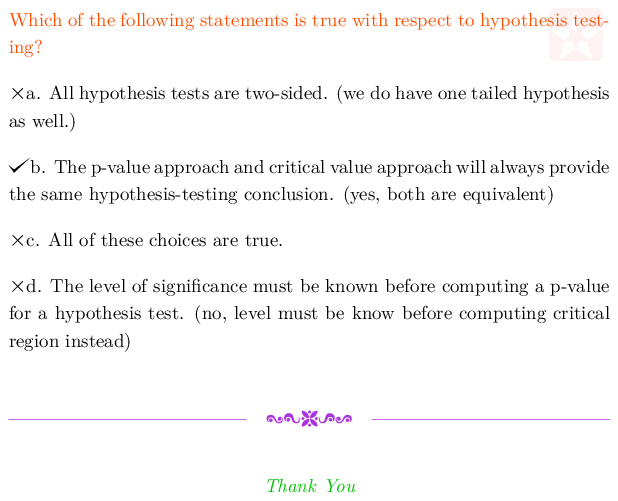 Which of the following statements is true with respect to hypothesis test-
ing?
×a. All hypothesis tests are two-sided. (we do have one tailed hypothesis
as well.)
✓b. The p-value approach and critical value approach will always provide
the same hypothesis-testing conclusion. (yes, both are equivalent)
×c. All of these choices are true.
×d. The level of significance must be known before computing a p-value
for a hypothesis test. (no, level must be know before computing critical
region instead)
Thank You